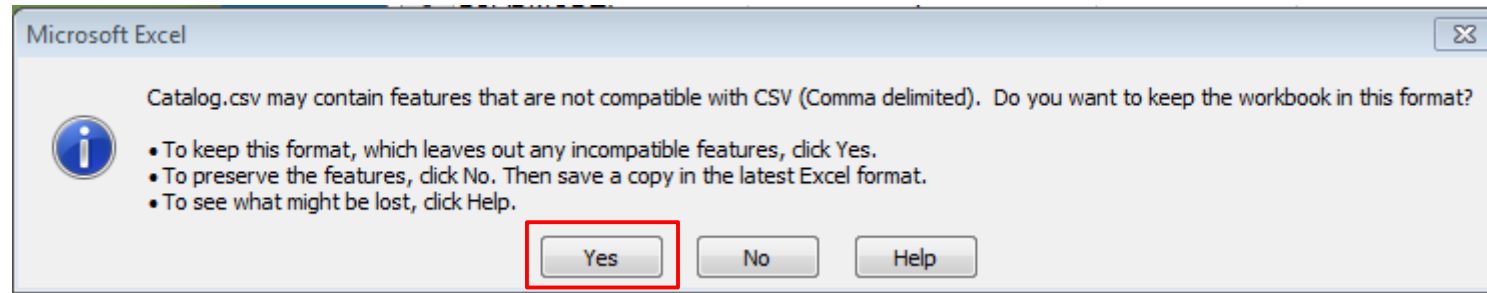 Microsoft Excel
Catalog.csv may contain features that are not compatible with CSV (Comma delimited).  Do you want to keep the workbook in this format?
• To keep this format, which leaves out any incompatible features, click Yes.
• To preserve the features, click No. Then save a copy in the latest Excel format.
• To see what might be lost, click Help.
Yes No Help